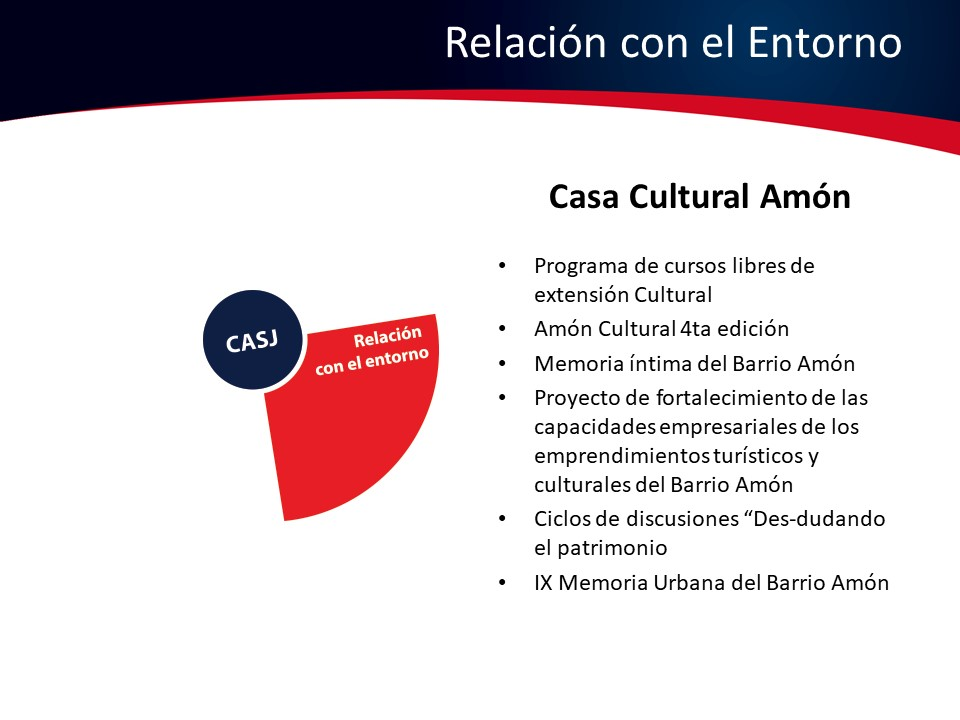 Relación con el Entorno
Casa Cultural Amón
• Programa de cursos libres de
extensión Cultural
• Amón Cultural 4ta edición
• Memoria íntima del Barrio Amón
• Proyecto de fortalecimiento de las
capacidades empresariales de los
emprendimientos turísticos y
culturales del Barrio Amón
• Ciclos de discusiones “Des-dudando
el patrimonio
• IX Memoria Urbana del Barrio Amón
CASJ
Relación
con el entorno